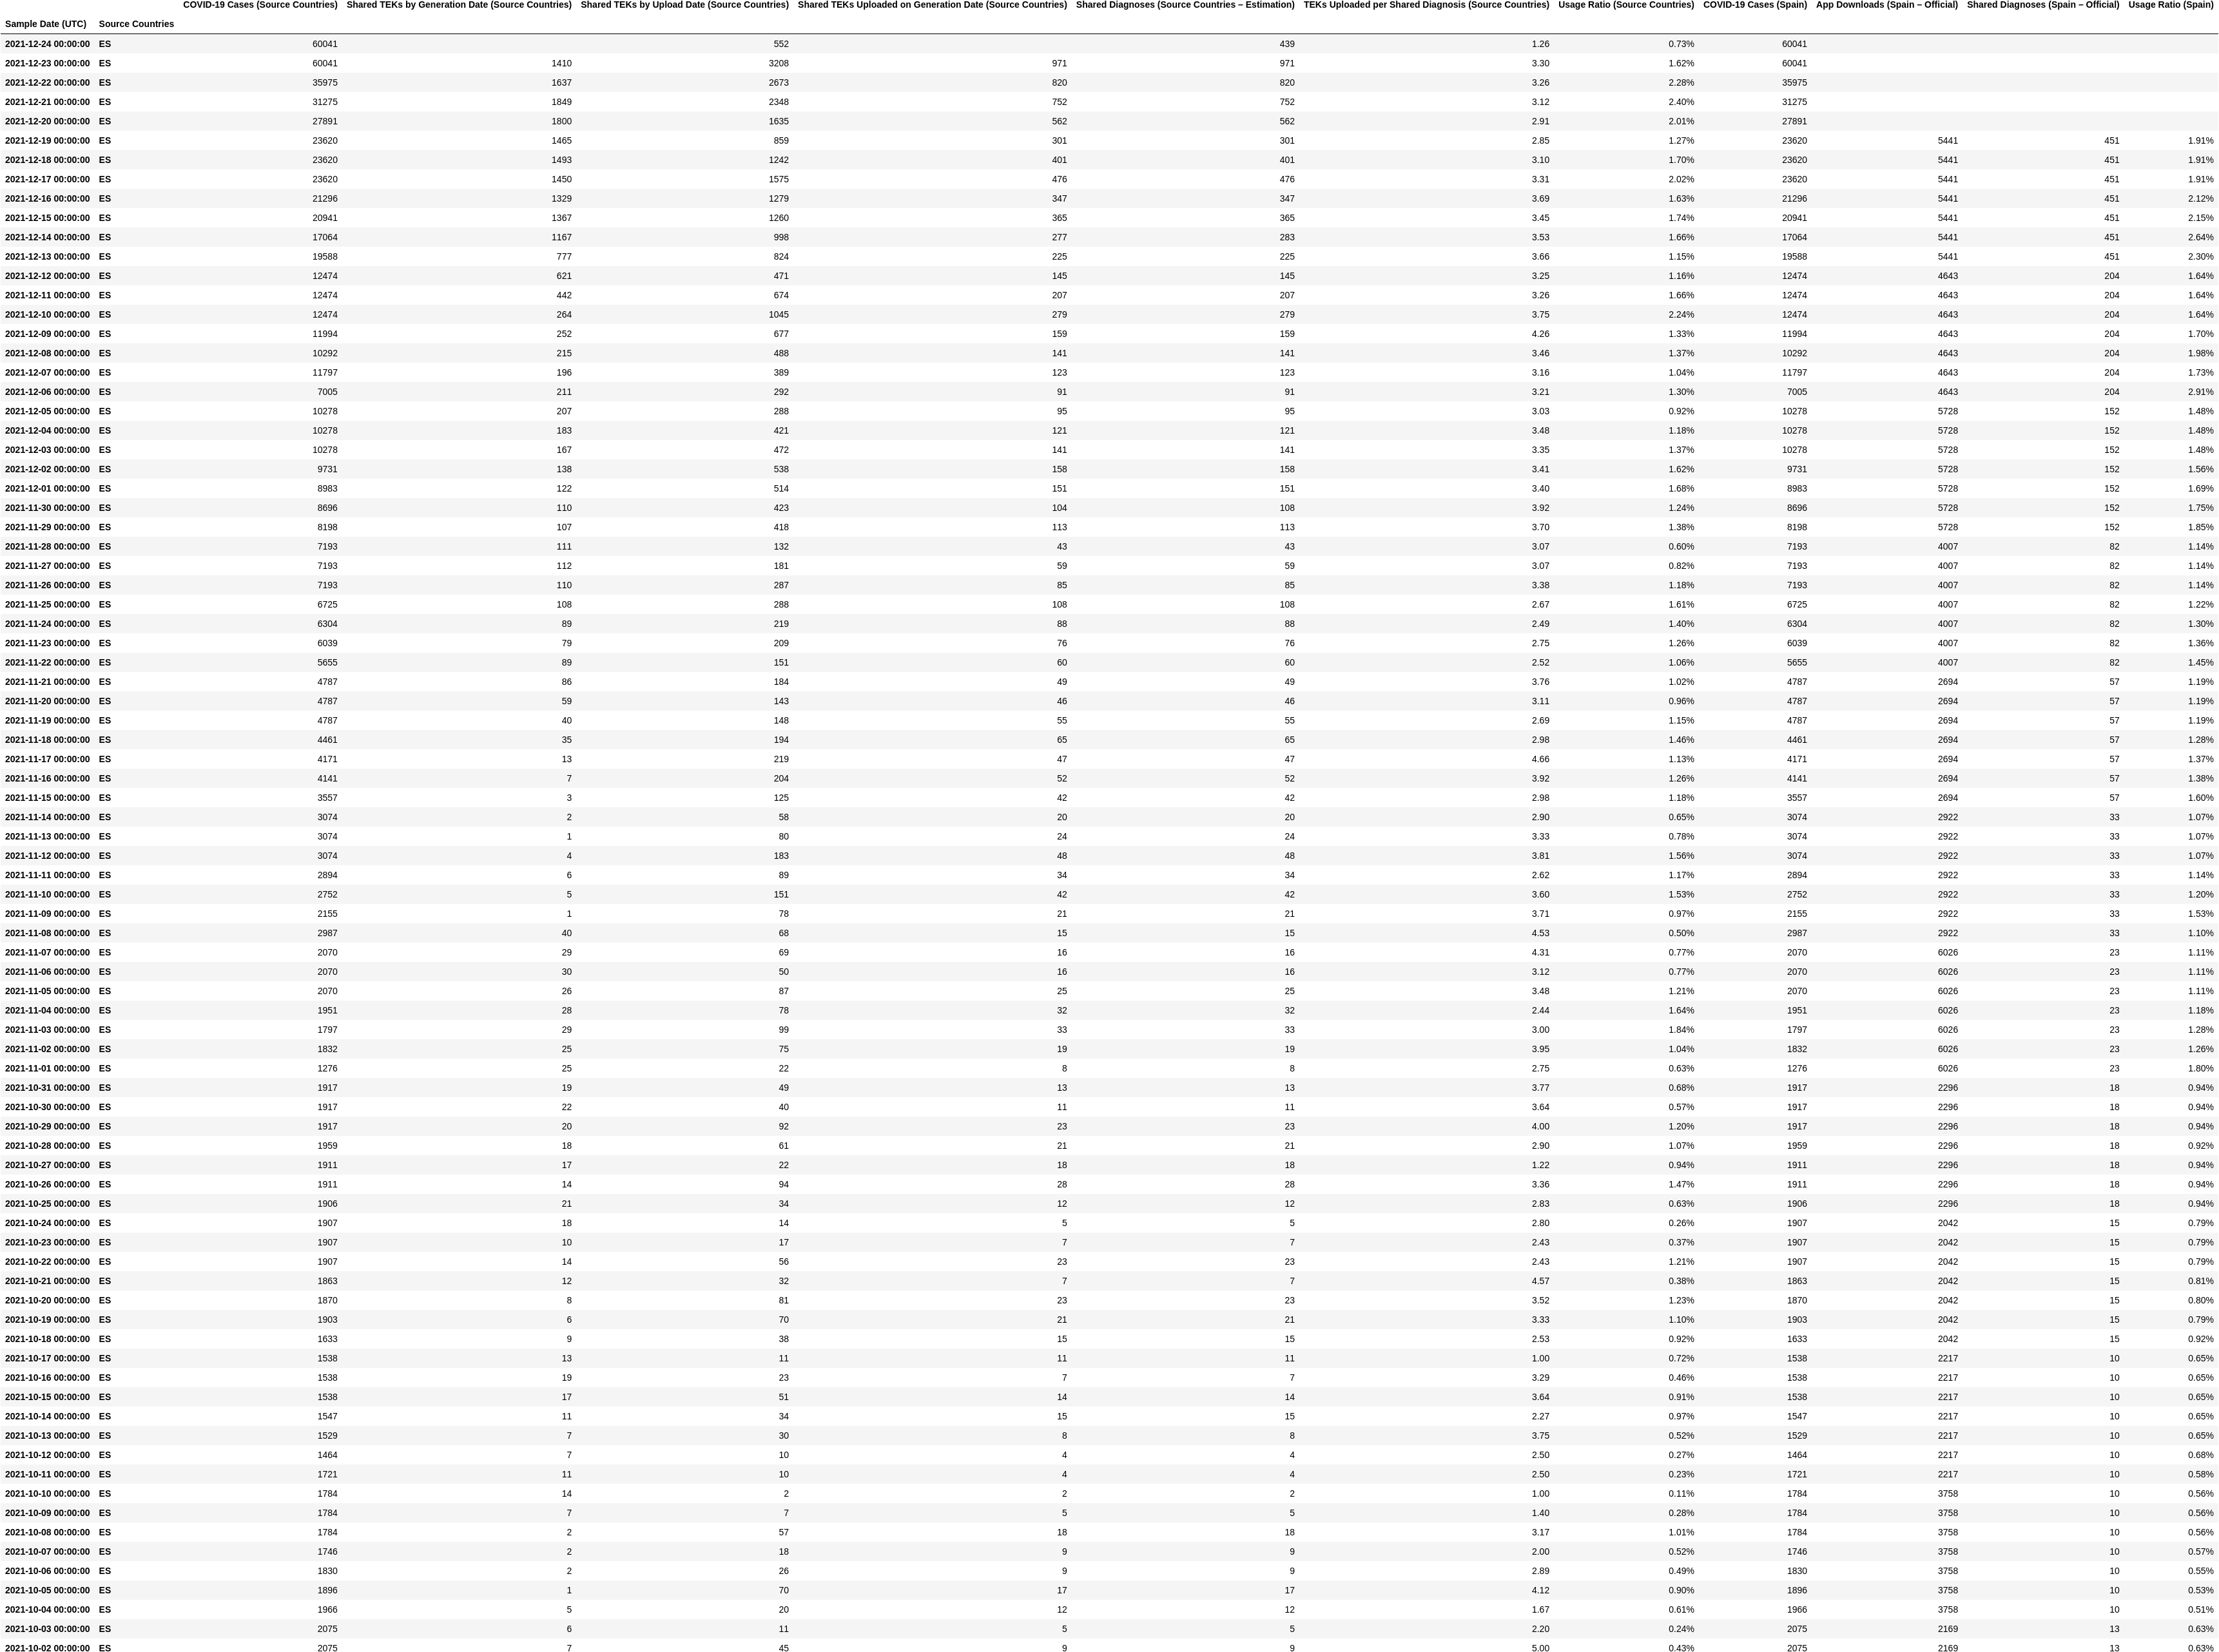 COVID-19 Cases (Source Countries) Shared TEKs by Generation Date (Source Countries) Shared TEKs by Upload Date (Source Countries) Shared TEKs Uploaded on Generation Date (Source Countries) Shared Diagnoses (Source Countries – Estimation) TEKs Uploaded per Shared Diagnosis (Source Countries) Usage Ratio (Source Countries) COVID-19 Cases (Spain) App Downloads (Spain – Official) Shared Diagnoses (Spain – Official) Usage Ratio (Spain)
Sample Date (UTC) Source Countries
2021-12-24 00:00:00 ES 60041 552 439 1.26 0.73% 60041
2021-12-23 00:00:00 ES 60041 1410 3208 971 971 3.30 1.62% 60041
2021-12-22 00:00:00 ES 35975 1637 2673 820 820 3.26 2.28% 35975
2021-12-21 00:00:00 ES 31275 1849 2348 752 752 3.12 2.40% 31275
2021-12-20 00:00:00 ES 27891 1800 1635 562 562 2.91 2.01% 27891
2021-12-19 00:00:00 ES 23620 1465 859 301 301 2.85 1.27% 23620 5441 451 1.91%
2021-12-18 00:00:00 ES 23620 1493 1242 401 401 3.10 1.70% 23620 5441 451 1.91%
2021-12-17 00:00:00 ES 23620 1450 1575 476 476 3.31 2.02% 23620 5441 451 1.91%
2021-12-16 00:00:00 ES 21296 1329 1279 347 347 3.69 1.63% 21296 5441 451 2.12%
2021-12-15 00:00:00 ES 20941 1367 1260 365 365 3.45 1.74% 20941 5441 451 2.15%
2021-12-14 00:00:00 ES 17064 1167 998 277 283 3.53 1.66% 17064 5441 451 2.64%
2021-12-13 00:00:00 ES 19588 777 824 225 225 3.66 1.15% 19588 5441 451 2.30%
2021-12-12 00:00:00 ES 12474 621 471 145 145 3.25 1.16% 12474 4643 204 1.64%
2021-12-11 00:00:00 ES 12474 442 674 207 207 3.26 1.66% 12474 4643 204 1.64%
2021-12-10 00:00:00 ES 12474 264 1045 279 279 3.75 2.24% 12474 4643 204 1.64%
2021-12-09 00:00:00 ES 11994 252 677 159 159 4.26 1.33% 11994 4643 204 1.70%
2021-12-08 00:00:00 ES 10292 215 488 141 141 3.46 1.37% 10292 4643 204 1.98%
2021-12-07 00:00:00 ES 11797 196 389 123 123 3.16 1.04% 11797 4643 204 1.73%
2021-12-06 00:00:00 ES 7005 211 292 91 91 3.21 1.30% 7005 4643 204 2.91%
2021-12-05 00:00:00 ES 10278 207 288 95 95 3.03 0.92% 10278 5728 152 1.48%
2021-12-04 00:00:00 ES 10278 183 421 121 121 3.48 1.18% 10278 5728 152 1.48%
2021-12-03 00:00:00 ES 10278 167 472 141 141 3.35 1.37% 10278 5728 152 1.48%
2021-12-02 00:00:00 ES 9731 138 538 158 158 3.41 1.62% 9731 5728 152 1.56%
2021-12-01 00:00:00 ES 8983 122 514 151 151 3.40 1.68% 8983 5728 152 1.69%
2021-11-30 00:00:00 ES 8696 110 423 104 108 3.92 1.24% 8696 5728 152 1.75%
2021-11-29 00:00:00 ES 8198 107 418 113 113 3.70 1.38% 8198 5728 152 1.85%
2021-11-28 00:00:00 ES 7193 111 132 43 43 3.07 0.60% 7193 4007 82 1.14%
2021-11-27 00:00:00 ES 7193 112 181 59 59 3.07 0.82% 7193 4007 82 1.14%
2021-11-26 00:00:00 ES 7193 110 287 85 85 3.38 1.18% 7193 4007 82 1.14%
2021-11-25 00:00:00 ES 6725 108 288 108 108 2.67 1.61% 6725 4007 82 1.22%
2021-11-24 00:00:00 ES 6304 89 219 88 88 2.49 1.40% 6304 4007 82 1.30%
2021-11-23 00:00:00 ES 6039 79 209 76 76 2.75 1.26% 6039 4007 82 1.36%
2021-11-22 00:00:00 ES 5655 89 151 60 60 2.52 1.06% 5655 4007 82 1.45%
2021-11-21 00:00:00 ES 4787 86 184 49 49 3.76 1.02% 4787 2694 57 1.19%
2021-11-20 00:00:00 ES 4787 59 143 46 46 3.11 0.96% 4787 2694 57 1.19%
2021-11-19 00:00:00 ES 4787 40 148 55 55 2.69 1.15% 4787 2694 57 1.19%
2021-11-18 00:00:00 ES 4461 35 194 65 65 2.98 1.46% 4461 2694 57 1.28%
2021-11-17 00:00:00 ES 4171 13 219 47 47 4.66 1.13% 4171 2694 57 1.37%
2021-11-16 00:00:00 ES 4141 7 204 52 52 3.92 1.26% 4141 2694 57 1.38%
2021-11-15 00:00:00 ES 3557 3 125 42 42 2.98 1.18% 3557 2694 57 1.60%
2021-11-14 00:00:00 ES 3074 2 58 20 20 2.90 0.65% 3074 2922 33 1.07%
2021-11-13 00:00:00 ES 3074 1 80 24 24 3.33 0.78% 3074 2922 33 1.07%
2021-11-12 00:00:00 ES 3074 4 183 48 48 3.81 1.56% 3074 2922 33 1.07%
2021-11-11 00:00:00 ES 2894 6 89 34 34 2.62 1.17% 2894 2922 33 1.14%
2021-11-10 00:00:00 ES 2752 5 151 42 42 3.60 1.53% 2752 2922 33 1.20%
2021-11-09 00:00:00 ES 2155 1 78 21 21 3.71 0.97% 2155 2922 33 1.53%
2021-11-08 00:00:00 ES 2987 40 68 15 15 4.53 0.50% 2987 2922 33 1.10%
2021-11-07 00:00:00 ES 2070 29 69 16 16 4.31 0.77% 2070 6026 23 1.11%
2021-11-06 00:00:00 ES 2070 30 50 16 16 3.12 0.77% 2070 6026 23 1.11%
2021-11-05 00:00:00 ES 2070 26 87 25 25 3.48 1.21% 2070 6026 23 1.11%
2021-11-04 00:00:00 ES 1951 28 78 32 32 2.44 1.64% 1951 6026 23 1.18%
2021-11-03 00:00:00 ES 1797 29 99 33 33 3.00 1.84% 1797 6026 23 1.28%
2021-11-02 00:00:00 ES 1832 25 75 19 19 3.95 1.04% 1832 6026 23 1.26%
2021-11-01 00:00:00 ES 1276 25 22 8 8 2.75 0.63% 1276 6026 23 1.80%
2021-10-31 00:00:00 ES 1917 19 49 13 13 3.77 0.68% 1917 2296 18 0.94%
2021-10-30 00:00:00 ES 1917 22 40 11 11 3.64 0.57% 1917 2296 18 0.94%
2021-10-29 00:00:00 ES 1917 20 92 23 23 4.00 1.20% 1917 2296 18 0.94%
2021-10-28 00:00:00 ES 1959 18 61 21 21 2.90 1.07% 1959 2296 18 0.92%
2021-10-27 00:00:00 ES 1911 17 22 18 18 1.22 0.94% 1911 2296 18 0.94%
2021-10-26 00:00:00 ES 1911 14 94 28 28 3.36 1.47% 1911 2296 18 0.94%
2021-10-25 00:00:00 ES 1906 21 34 12 12 2.83 0.63% 1906 2296 18 0.94%
2021-10-24 00:00:00 ES 1907 18 14 5 5 2.80 0.26% 1907 2042 15 0.79%
2021-10-23 00:00:00 ES 1907 10 17 7 7 2.43 0.37% 1907 2042 15 0.79%
2021-10-22 00:00:00 ES 1907 14 56 23 23 2.43 1.21% 1907 2042 15 0.79%
2021-10-21 00:00:00 ES 1863 12 32 7 7 4.57 0.38% 1863 2042 15 0.81%
2021-10-20 00:00:00 ES 1870 8 81 23 23 3.52 1.23% 1870 2042 15 0.80%
2021-10-19 00:00:00 ES 1903 6 70 21 21 3.33 1.10% 1903 2042 15 0.79%
2021-10-18 00:00:00 ES 1633 9 38 15 15 2.53 0.92% 1633 2042 15 0.92%
2021-10-17 00:00:00 ES 1538 13 11 11 11 1.00 0.72% 1538 2217 10 0.65%
2021-10-16 00:00:00 ES 1538 19 23 7 7 3.29 0.46% 1538 2217 10 0.65%
2021-10-15 00:00:00 ES 1538 17 51 14 14 3.64 0.91% 1538 2217 10 0.65%
2021-10-14 00:00:00 ES 1547 11 34 15 15 2.27 0.97% 1547 2217 10 0.65%
2021-10-13 00:00:00 ES 1529 7 30 8 8 3.75 0.52% 1529 2217 10 0.65%
2021-10-12 00:00:00 ES 1464 7 10 4 4 2.50 0.27% 1464 2217 10 0.68%
2021-10-11 00:00:00 ES 1721 11 10 4 4 2.50 0.23% 1721 2217 10 0.58%
2021-10-10 00:00:00 ES 1784 14 2 2 2 1.00 0.11% 1784 3758 10 0.56%
2021-10-09 00:00:00 ES 1784 7 7 5 5 1.40 0.28% 1784 3758 10 0.56%
2021-10-08 00:00:00 ES 1784 2 57 18 18 3.17 1.01% 1784 3758 10 0.56%
2021-10-07 00:00:00 ES 1746 2 18 9 9 2.00 0.52% 1746 3758 10 0.57%
2021-10-06 00:00:00 ES 1830 2 26 9 9 2.89 0.49% 1830 3758 10 0.55%
2021-10-05 00:00:00 ES 1896 1 70 17 17 4.12 0.90% 1896 3758 10 0.53%
2021-10-04 00:00:00 ES 1966 5 20 12 12 1.67 0.61% 1966 3758 10 0.51%
2021-10-03 00:00:00 ES 2075 6 11 5 5 2.20 0.24% 2075 2169 13 0.63%
2021-10-02 00:00:00 ES 2075 7 45 9 9 5.00 0.43% 2075 2169 13 0.63%